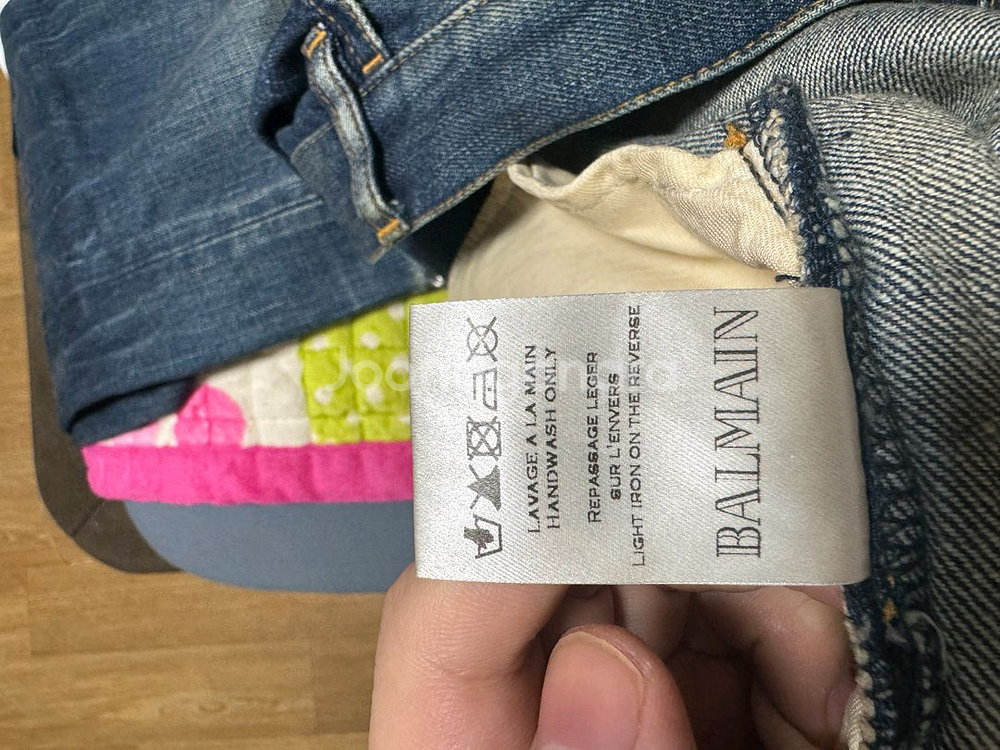 LAVAGE A LA MAIN
HANDWASH ONLY
REPASSAGE LEGER
SUR L'ENVERS
LIGHT IRON ON THE REVERSE
BALMAIN